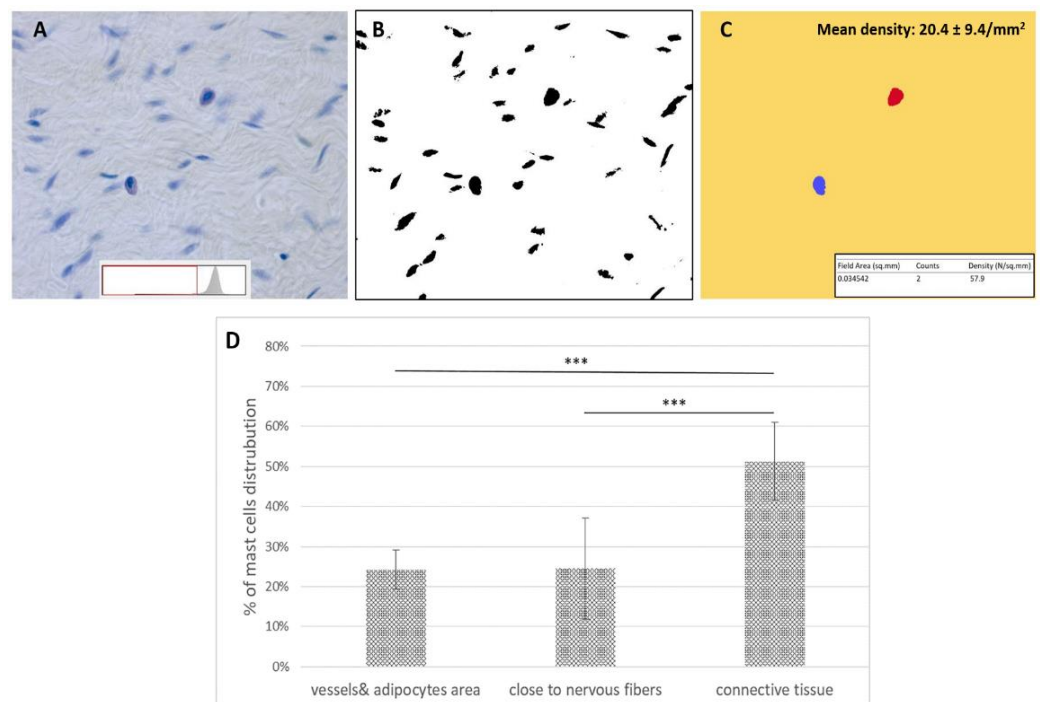 A
B
C
Mean density: 20.4 ± 9.4/mm²
Field Area (sq.mm) Counts Density (N/sq.mm)
0.034542 2 57.9
D
80%
70%
60%
50%
40%
30%
20%
10%
0%
% of mast cells distrubution
***
***
vessels& adipocytes area
close to nervous fibers
connective tissue